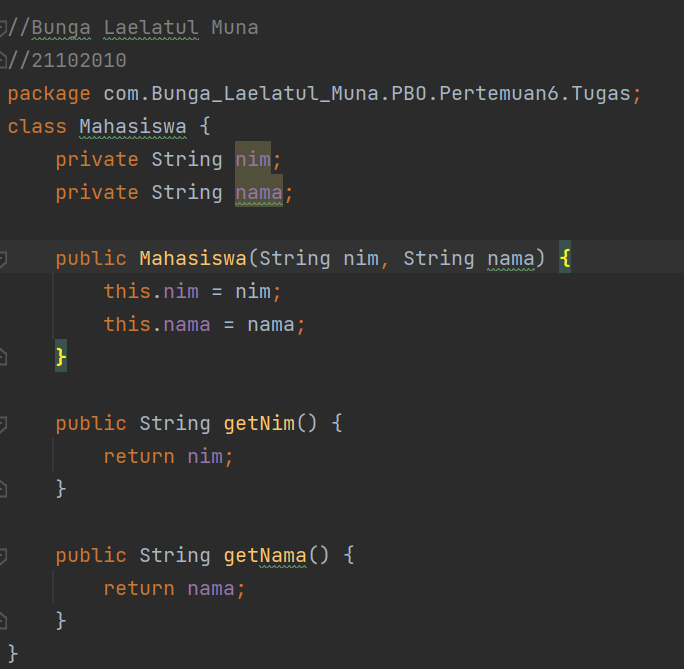 //Bunga Laelatul Muna
//21102010
package com.Bunga_Laelatul_Muna.PBO.Pertemuan6.Tugas;
class Mahasiswa {
    private String nim;
    private String nama;
    public Mahasiswa(String nim, String nama) {
        this.nim = nim;
        this.nama = nama;
    }
    public String getNim() {
        return nim;
    }
    public String getNama() {
        return nama;
    }
}